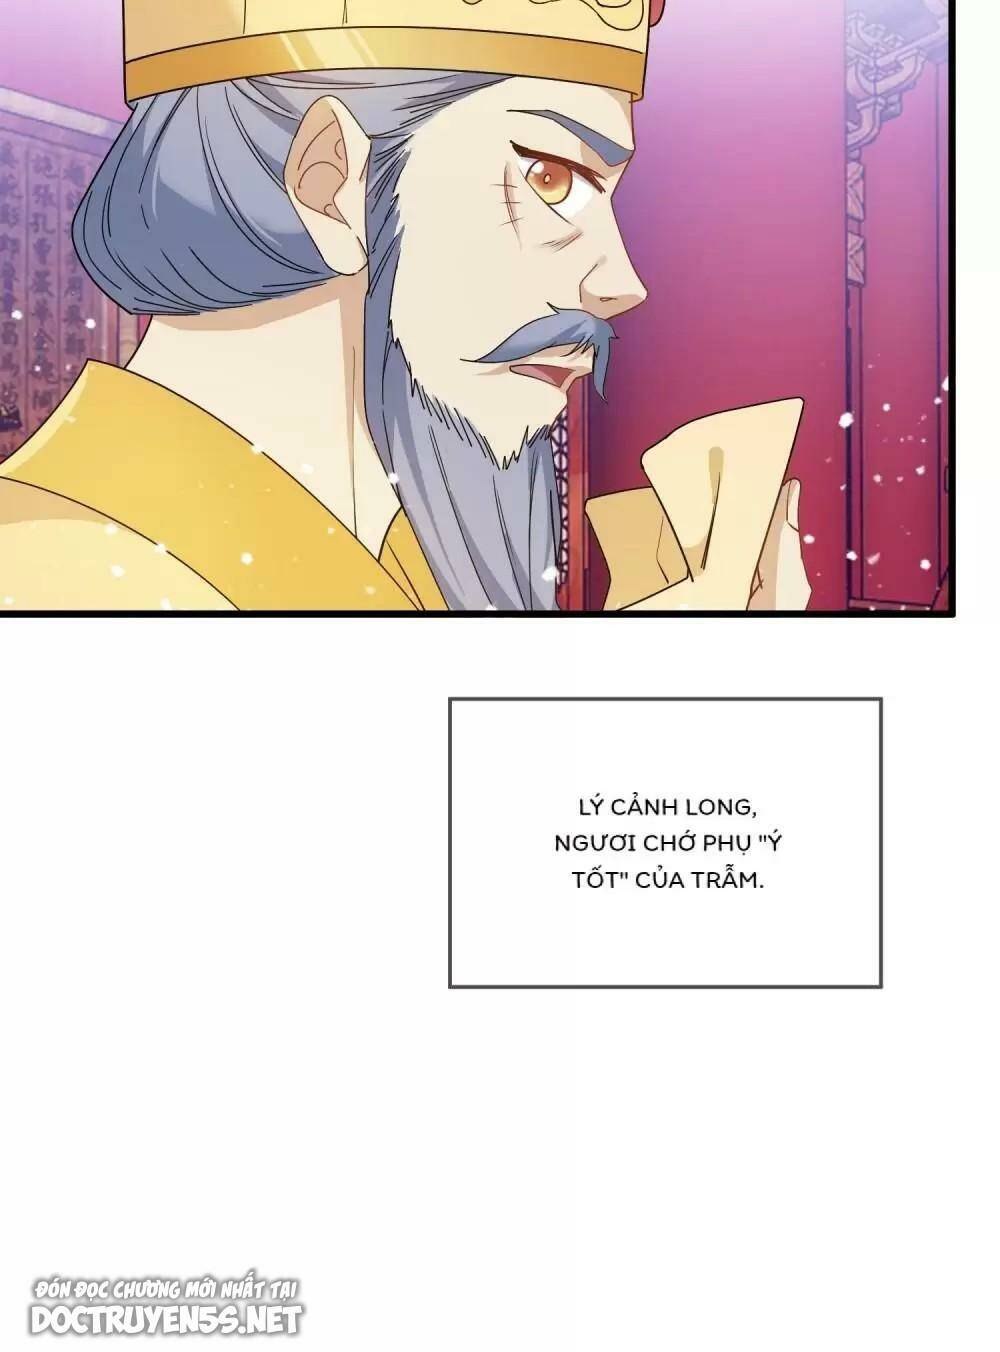 LÝ CẢNH LONG,
NGƯƠI CHỚ PHỤ "Ý
TỐT" CỦA TRẪM.
ĐÓN ĐỌC CHƯƠNG MỚI NHẤT TẠI
DOCTRUYEN5S.NET